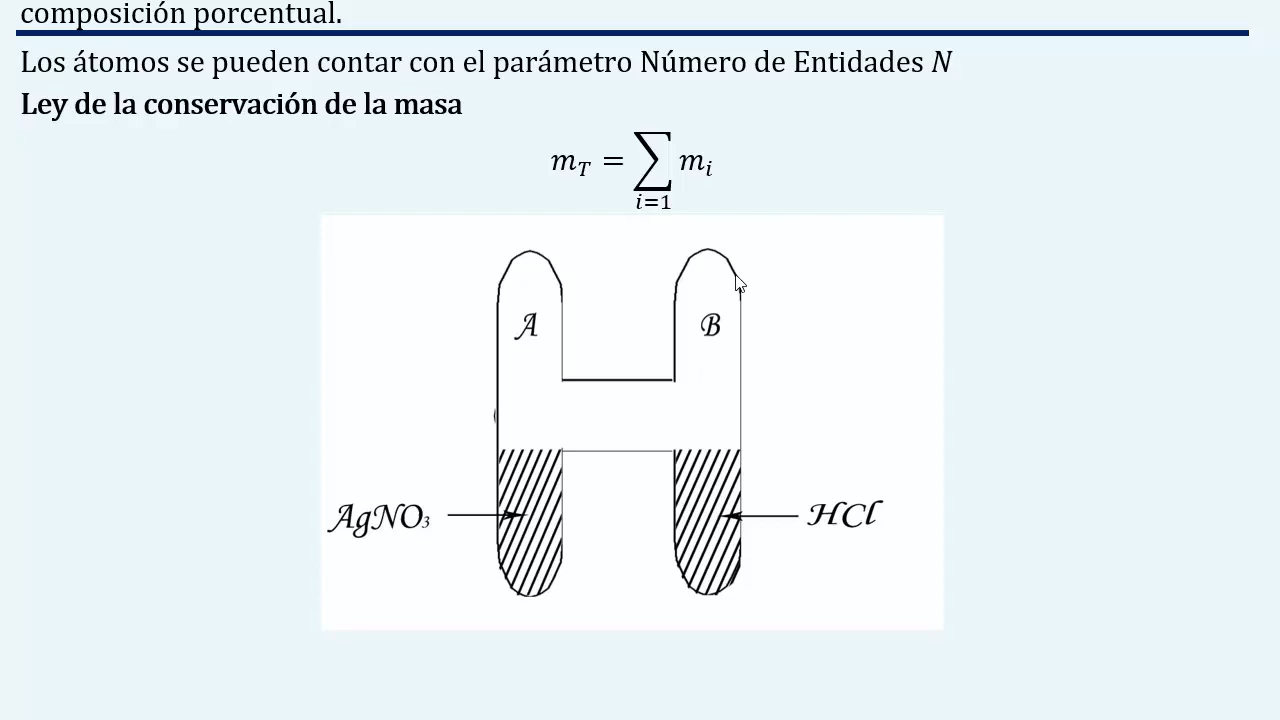 composición porcentual.
Los átomos se pueden contar con el parámetro Número de Entidades N
Ley de la conservación de la masa
m_T = ∑_{i=1} m_i
A B
AgNO₃ HCl